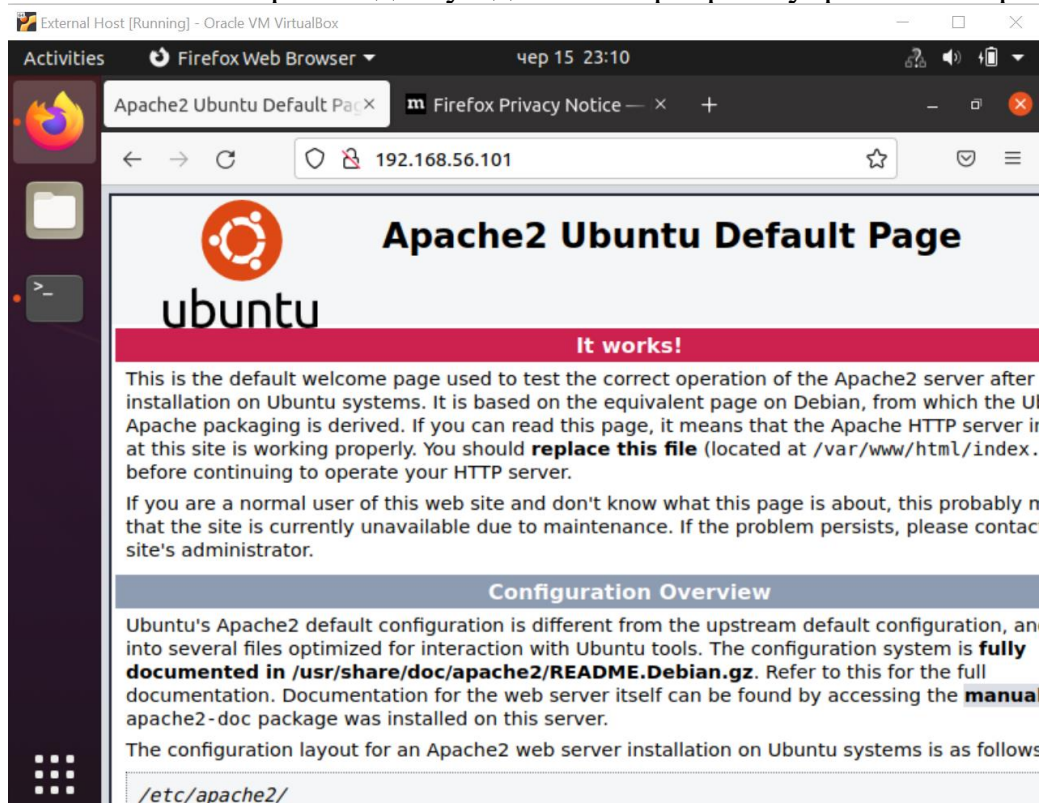 External Host [Running] - Oracle VM VirtualBox
Activities Firefox Web Browser чер 15 23:10
Apache2 Ubuntu Default Pag × m Firefox Privacy Notice — × +
192.168.56.101
ubuntu
Apache2 Ubuntu Default Page
It works!
This is the default welcome page used to test the correct operation of the Apache2 server after
installation on Ubuntu systems. It is based on the equivalent page on Debian, from which the
Apache packaging is derived. If you can read this page, it means that the Apache HTTP server
at this site is working properly. You should replace this file (located at /var/www/html/index.
before continuing to operate your HTTP server.
If you are a normal user of this web site and don't know what this page is about, this probably
that the site is currently unavailable due to maintenance. If the problem persists, please
site's administrator.
Configuration Overview
Ubuntu's Apache2 default configuration is different from the upstream default configuration,
into several files optimized for interaction with Ubuntu tools. The configuration system is fully
documented in /usr/share/doc/apache2/README.Debian.gz. Refer to this for the full
documentation. Documentation for the web server itself can be found by accessing the manual
apache2-doc package was installed on this server.
The configuration layout for an Apache2 web server installation on Ubuntu systems is as follows
/etc/apache2/